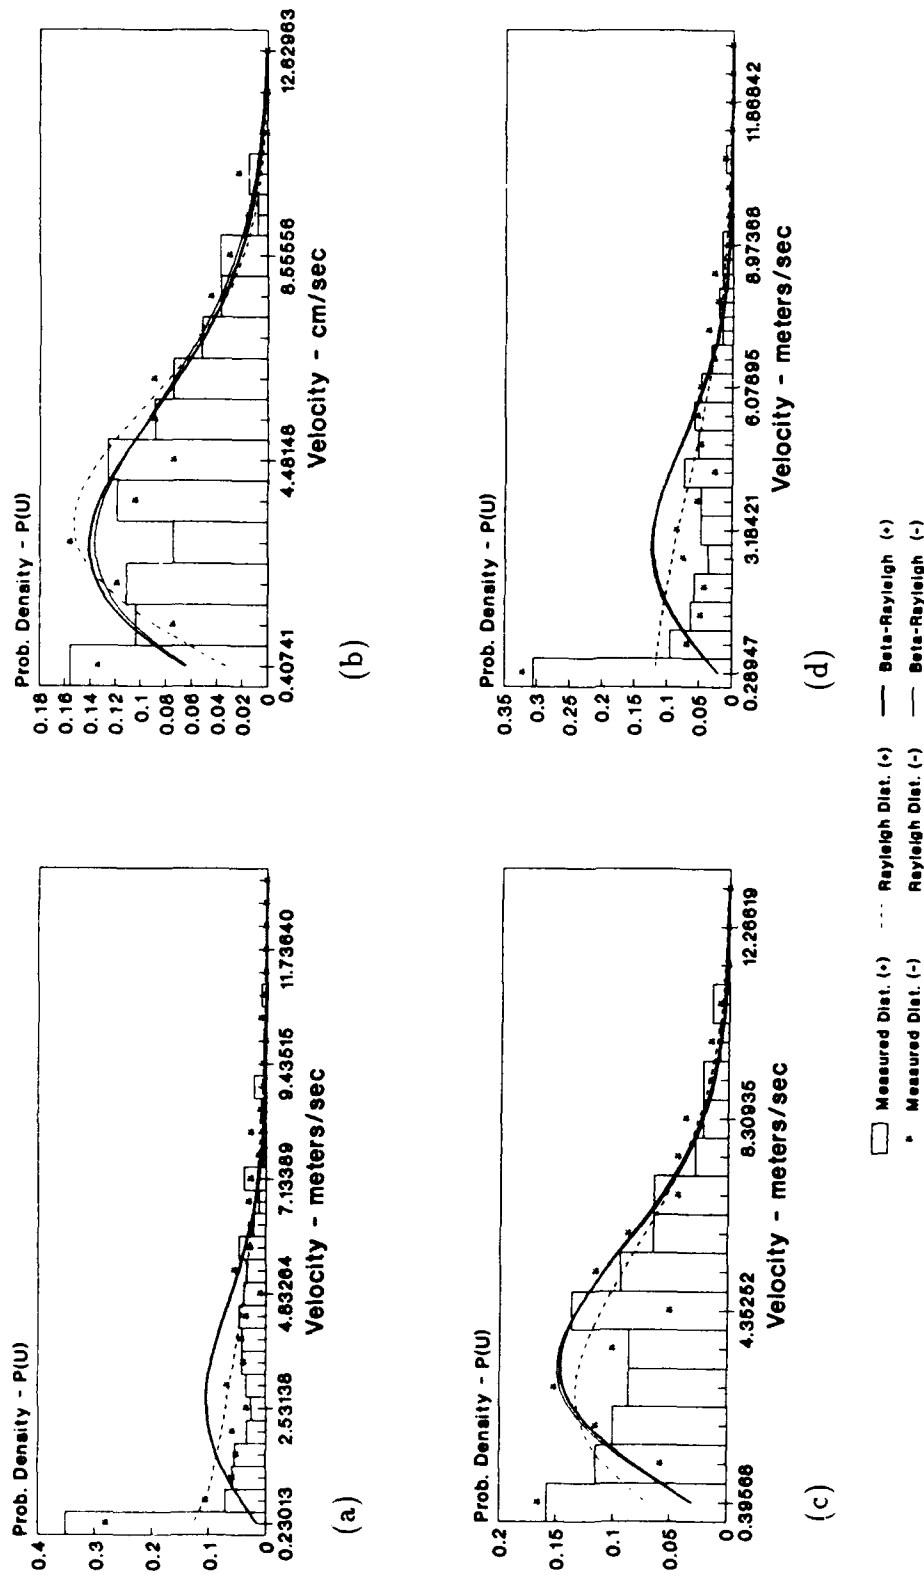 Prob. Density - P(U)
0.4
0.3
0.2
0.1
0
0.23013 2.53138 4.83264 7.13389 9.43515 11.73640
Velocity - meters/sec
(a)
Prob. Density - P(U)
0.18
0.16
0.14
0.12
0.1
0.08
0.06
0.04
0.02
0
0.40741 4.48148 8.55556 12.62963
Velocity - cm/sec
(b)
Prob. Density - P(U)
0.2
0.15
0.1
0.05
0
0.39568 4.35252 8.30935 12.26619
Velocity - meters/sec
(c)
Prob. Density - P(U)
0.35
0.3
0.25
0.2
0.15
0.1
0.05
0
0.28947 3.18421 6.07895 8.97368 11.86842
Velocity - meters/sec
(d)
Measured Dist. (+) Rayleigh Dist. (+) Beta-Rayleigh (+)
Measured Dist. (-) Rayleigh Dist. (-) Beta-Rayleigh (-)